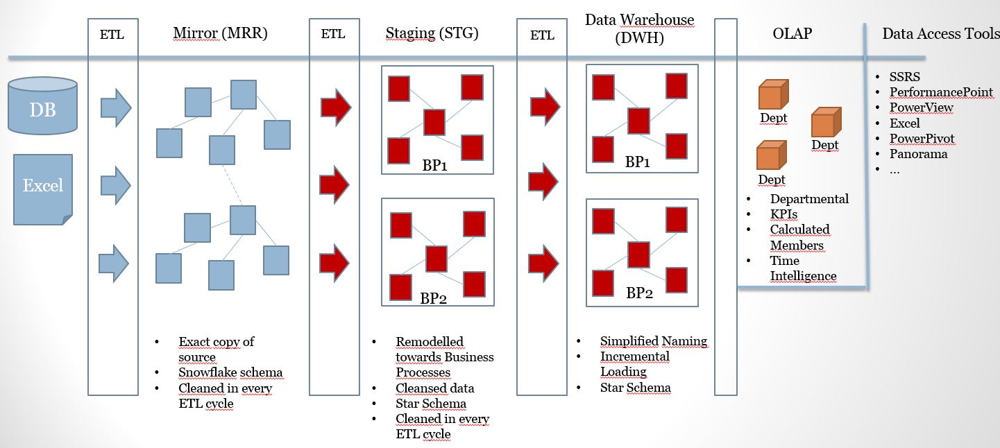 ETL
Mirror (MRR)
ETL
Staging (STG)
ETL
Data Warehouse
(DWH)
OLAP
Data Access Tools
DB
Excel
BP1
BP2
BP1
BP2
Dept
Dept
Dept
• Departmental
• KPIs
• Calculated
Members
• Time
Intelligence
• SSRS
• PerformancePoint
• PowerView
• Excel
• PowerPivot
• Panorama
• ...
• Exact copy of
source
• Snowflake schema
• Cleaned in every
ETL cycle
• Remodelled
towards Business
Processes
• Cleansed data
• Star Schema
• Cleaned in every
ETL cycle
• Simplified Naming
• Incremental
Loading
• Star Schema